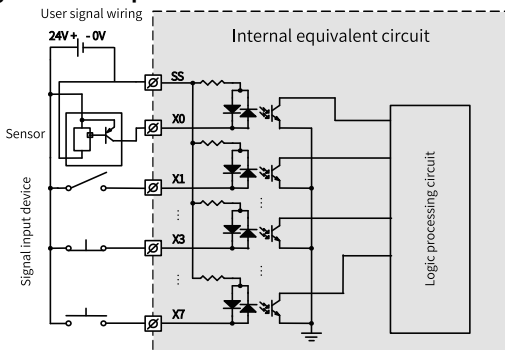 User signal wiring
24V + - 0V
Internal equivalent circuit
SS
X0
Sensor
X1
Signal input device
X3
X7
Logic processing circuit